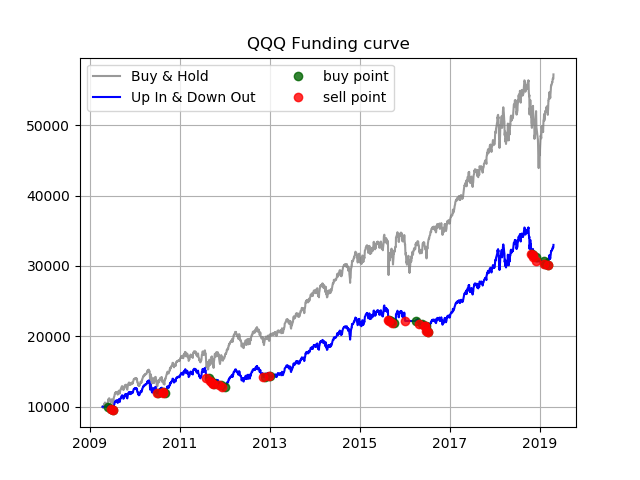 QQQ Funding curve
Buy & Hold
Up In & Down Out
buy point
sell point
50000
40000
30000
20000
10000
2009 2011 2013 2015 2017 2019